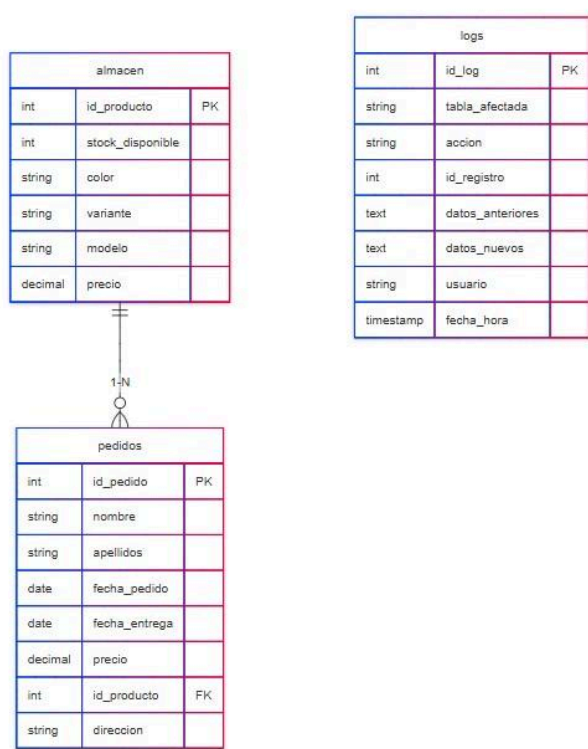 almacen
int id_producto PK
int stock_disponible
string color
string variante
string modelo
decimal precio
1-N
pedidos
int id_pedido PK
string nombre
string apellidos
date fecha_pedido
date fecha_entrega
decimal precio
int id_producto FK
string direccion
logs
int id_log PK
string tabla_afectada
string accion
int id_registro
text datos_anteriores
text datos_nuevos
string usuario
timestamp fecha_hora